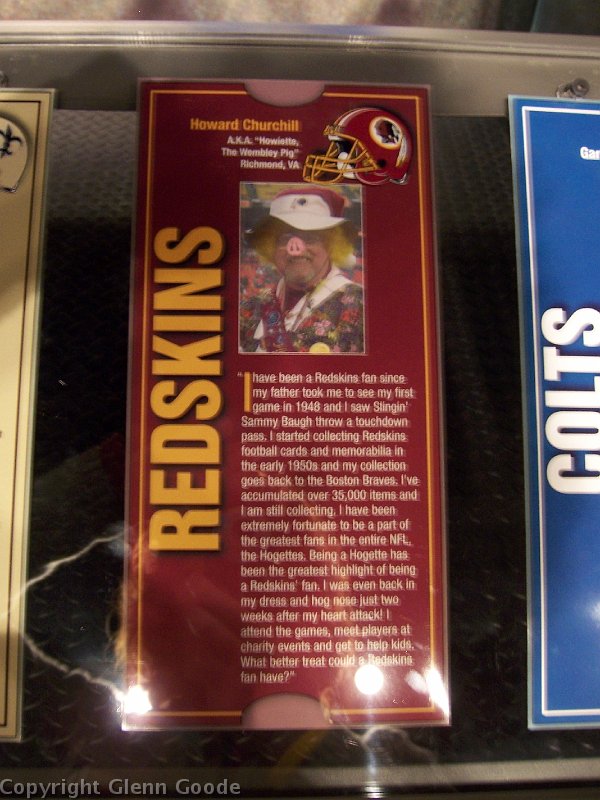 Howard Churchill
A.K.A. "Howiette,
The Wembley Pig"
Richmond, VA
REDSKINS
"I have been a Redskins fan since
my father took me to see my first
game in 1948 and I saw Slingin'
Sammy Baugh throw a touchdown
pass. I started collecting Redskins
football cards and memorabilia in
the early 1950s and my collection
goes back to the Boston Braves. I've
accumulated over 35,000 items and
I am still collecting. I have been
extremely fortunate to be a part of
the greatest fans in the entire NFL,
the Hogettes. Being a Hogette has
been the greatest highlight of being
a Redskins' fan. I was even back in
my dress and hog nose just two
weeks after my heart attack! I
attend the games, meet players at
charity events and get to help kids.
What better treat could a Redskins
fan have?"
Gar
COLTS
Copyright Glenn Goode